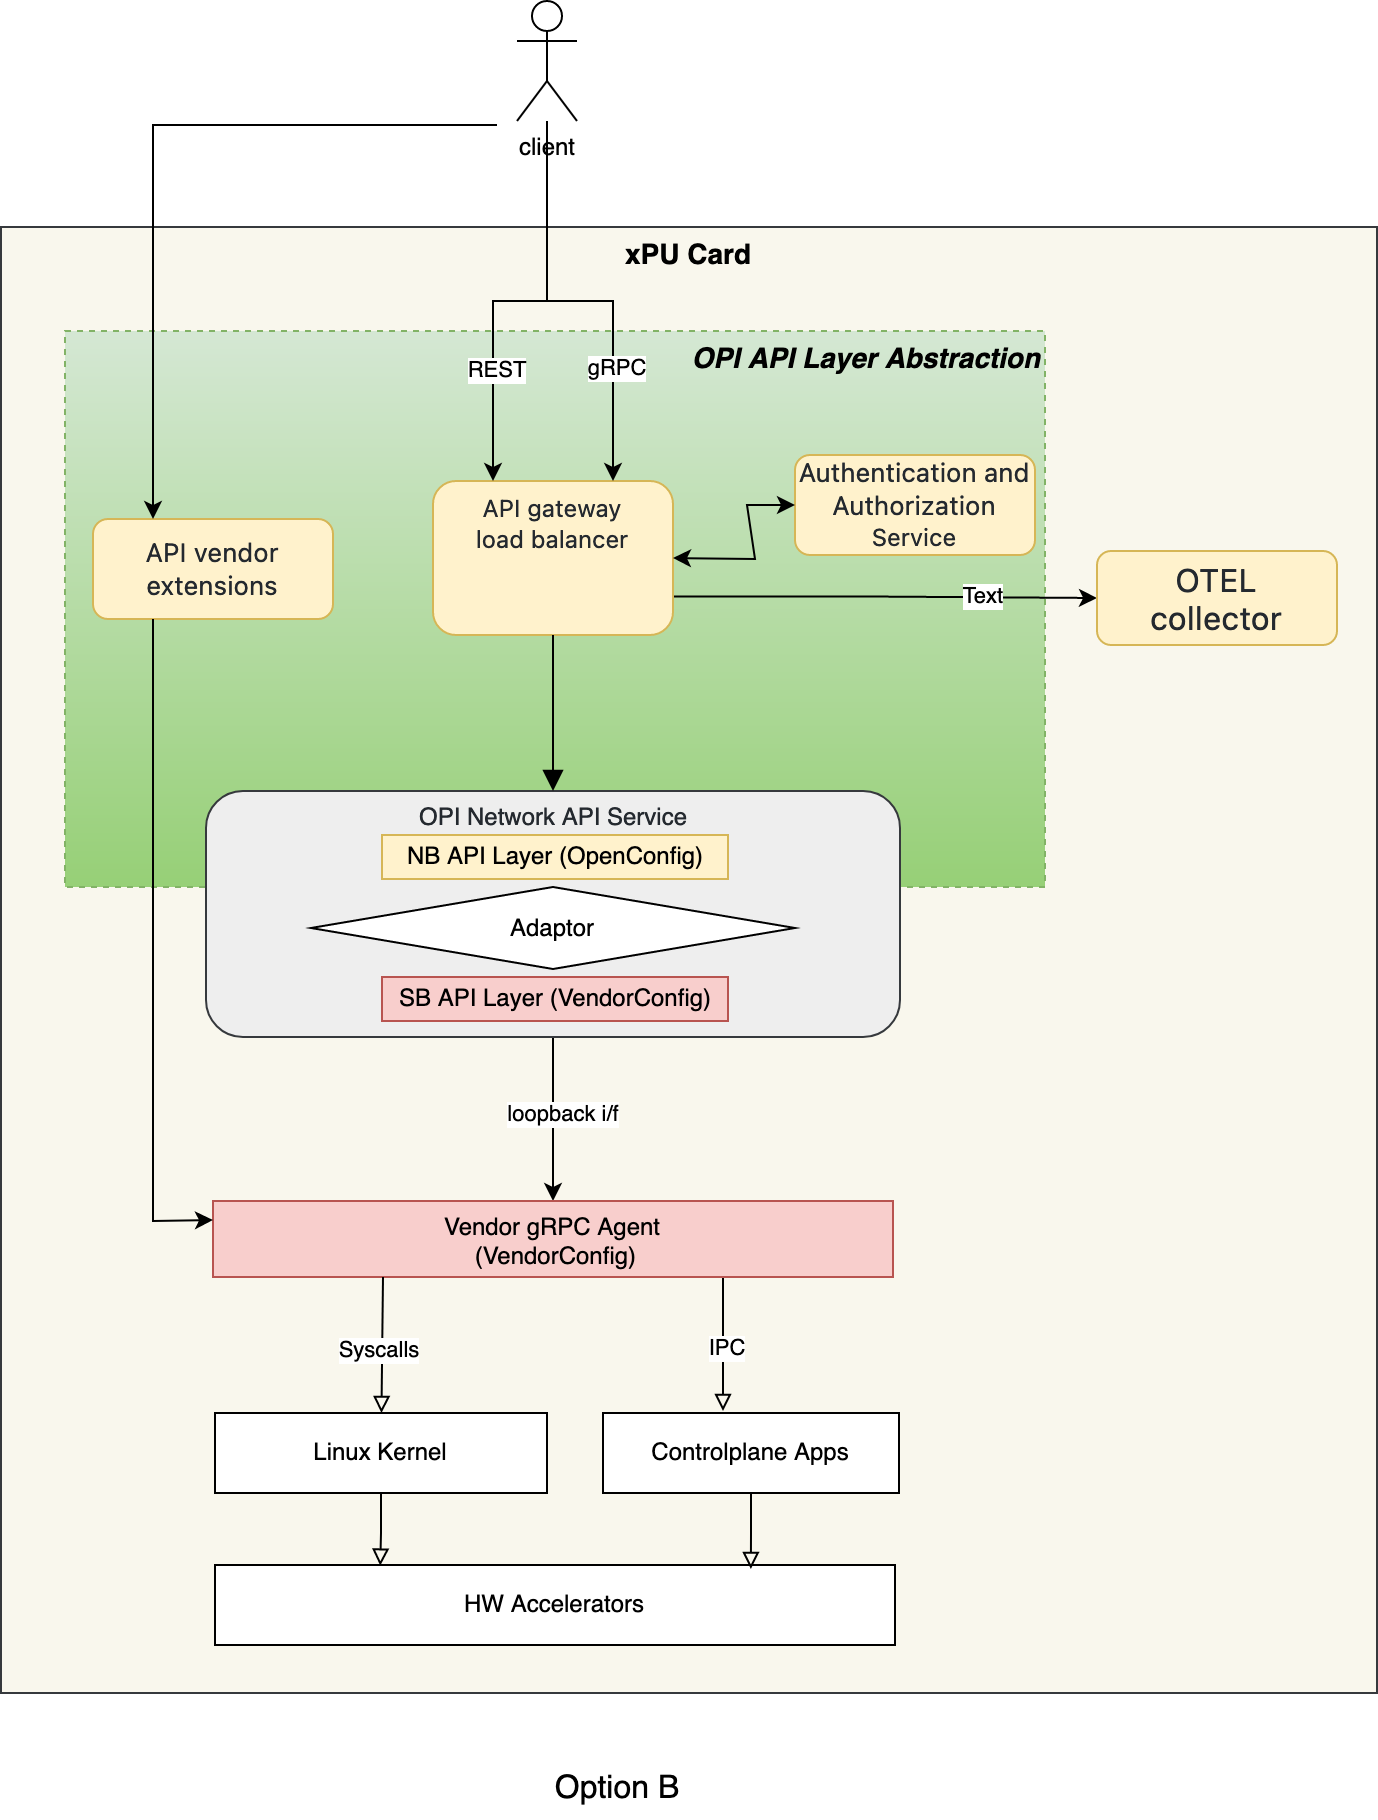 client
xPU Card
OPI API Layer Abstraction
REST
gRPC
Authentication and
Authorization
Service
API gateway
load balancer
API vendor
extensions
Text
OTEL
collector
OPI Network API Service
NB API Layer (OpenConfig)
Adaptor
SB API Layer (VendorConfig)
loopback i/f
Vendor gRPC Agent
(VendorConfig)
Syscalls
IPC
Linux Kernel
Controlplane Apps
HW Accelerators
Option B